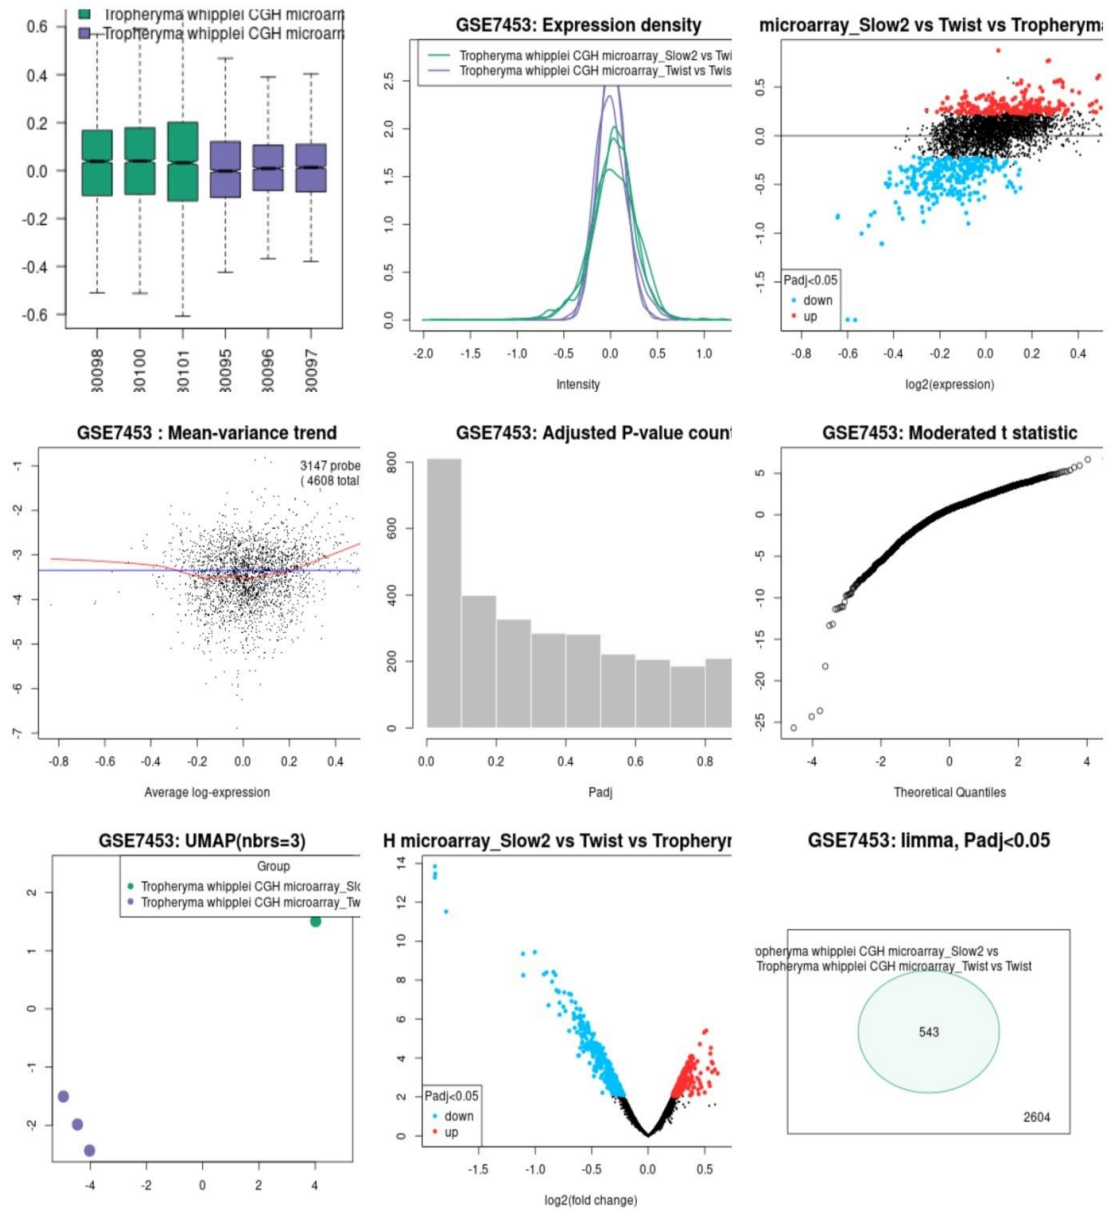 Tropheryma whipplei CGH microarr
Tropheryma whipplei CGH microarr
0.6
0.4
0.2
0.0
-0.2
-0.4
-0.6
30098
30100
30101
30095
30096
30097
GSE7453: Expression density
Tropheryma whipplei CGH microarray_Slow2 vs Twi
Tropheryma whipplei CGH microarray_Twist vs Twis
2.5
2.0
1.5
1.0
0.5
0.0
-2.0 -1.5 -1.0 -0.5 0.0 0.5 1.0
Intensity
microarray_Slow2 vs Twist vs Tropheryma
0.5
0.0
-0.5
-1.0
-1.5
Padj<0.05
down
up
-0.8 -0.6 -0.4 -0.2 0.0 0.2 0.4
log2(expression)
GSE7453 : Mean-variance trend
3147 probe
( 4608 total
-1
-2
-3
-4
-5
-6
-7
-0.8 -0.6 -0.4 -0.2 0.0 0.2 0.4
Average log-expression
GSE7453: Adjusted P-value count
800
600
400
200
0
0.0 0.2 0.4 0.6 0.8
Padj
GSE7453: Moderated t statistic
5
0
-5
-10
-15
-20
-25
-4 -2 0 2 4
Theoretical Quantiles
GSE7453: UMAP(nbrs=3)
Group
Tropheryma whipplei CGH microarray_Slo
Tropheryma whipplei CGH microarray_Tw
2
1
0
-1
-2
-4 -2 0 2 4
H microarray_Slow2 vs Twist vs Tropheryr
14
12
10
8
6
4
2
0
Padj<0.05
down
up
-1.5 -1.0 -0.5 0.0 0.5
log2(fold change)
GSE7453: limma, Padj<0.05
opheryma whipplei CGH microarray_Slow2 vs
Tropheryma whipplei CGH microarray_Twist vs Twist
543
2604